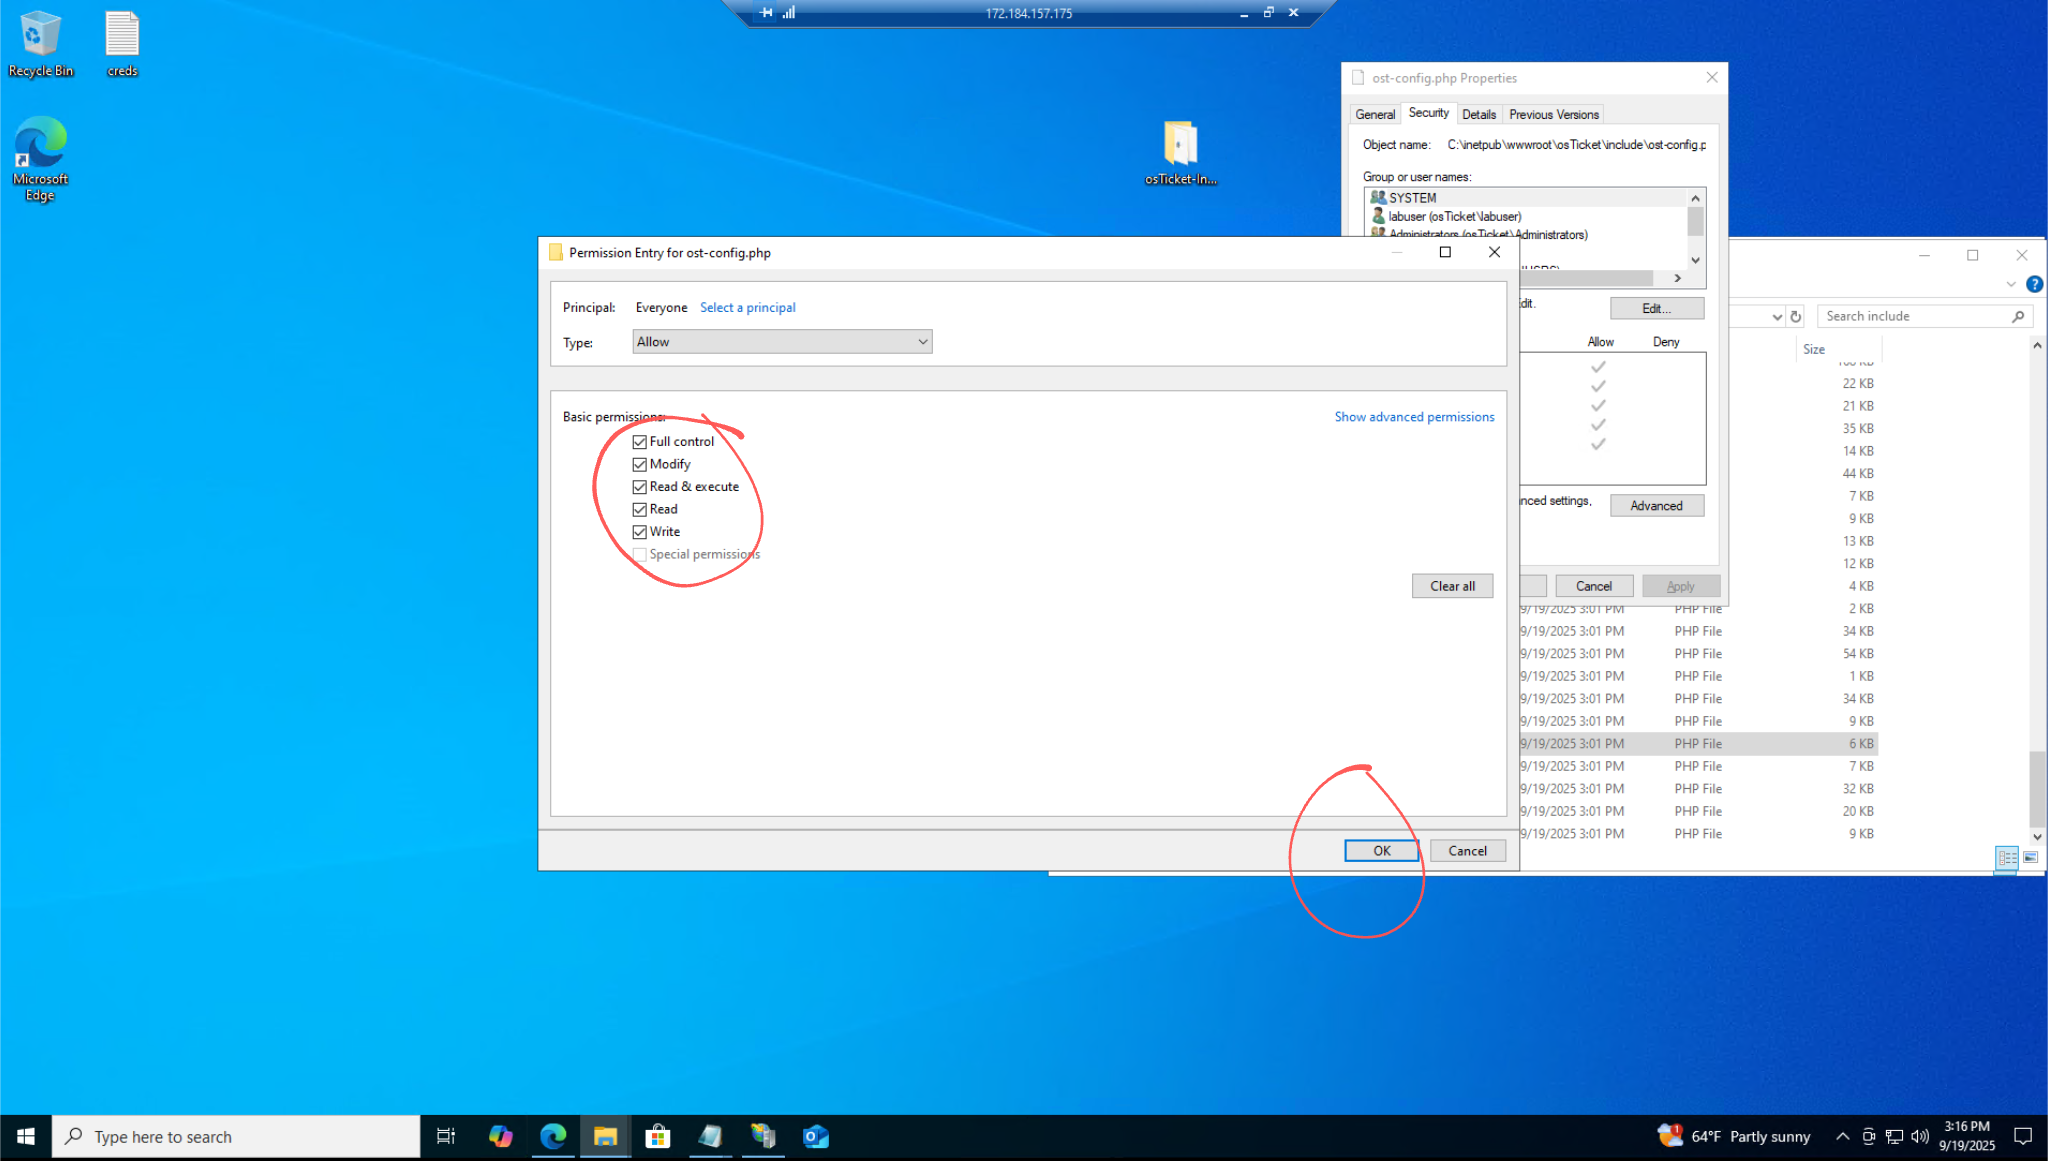 172.184.157.175
Recycle Bin
creds
Microsoft
Edge
osTicket-In...
ost-config.php Properties
General
Security
Details
Previous Versions
Object name: C:\inetpub\wwwroot\osTicket\include\ost-config.p
Group or user names:
SYSTEM
labuser (osTicket\labuser)
Administrators (osTicket\Administrators)
Edit...
Allow
Deny
nced settings,
Advanced
Cancel
Apply
Permission Entry for ost-config.php
Principal: Everyone Select a principal
Type: Allow
Basic permissions:
Show advanced permissions
Full control
Modify
Read & execute
Read
Write
Special permissions
Clear all
OK
Cancel
Search include
Size
22 KB
21 KB
35 KB
14 KB
44 KB
7 KB
9 KB
13 KB
12 KB
4 KB
9/19/2025 3:01 PM PHP File 2 KB
9/19/2025 3:01 PM PHP File 34 KB
9/19/2025 3:01 PM PHP File 54 KB
9/19/2025 3:01 PM PHP File 1 KB
9/19/2025 3:01 PM PHP File 34 KB
9/19/2025 3:01 PM PHP File 9 KB
9/19/2025 3:01 PM PHP File 6 KB
9/19/2025 3:01 PM PHP File 7 KB
9/19/2025 3:01 PM PHP File 32 KB
9/19/2025 3:01 PM PHP File 20 KB
9/19/2025 3:01 PM PHP File 9 KB
Type here to search
64°F Partly sunny
3:16 PM
9/19/2025